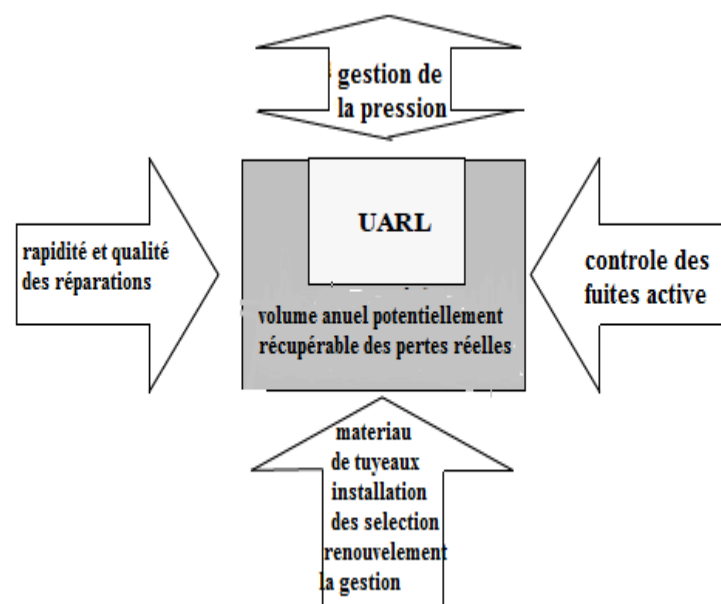 gestion de
la pression
UARL
rapidité et qualité
des réparations
controle des
fuites active
volume anuel potentiellement
récupérable des pertes réelles
materiau
de tuyeaux
installation
des selection
renouvelement
la gestion